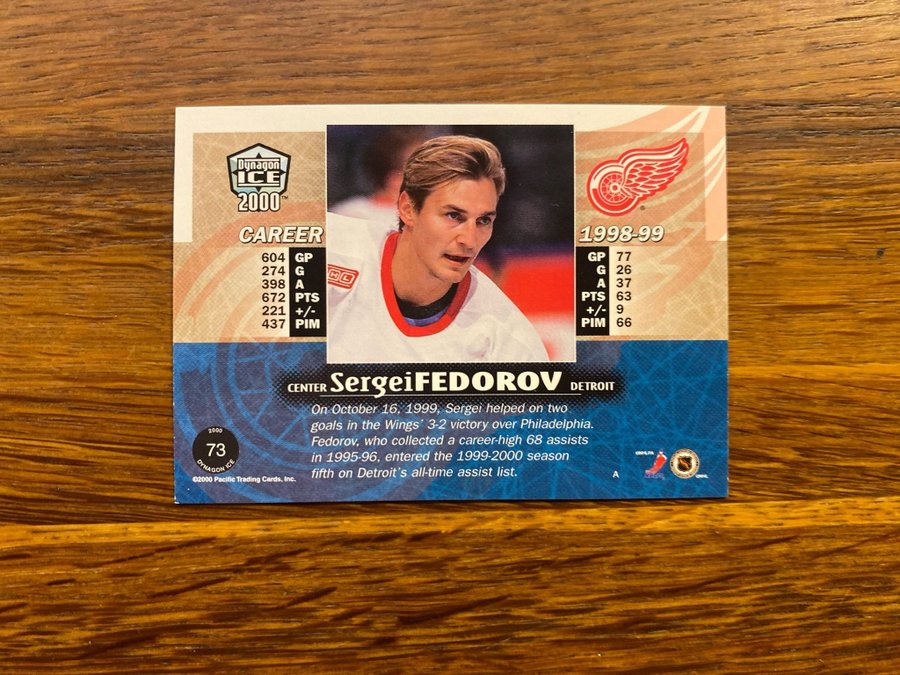 Dynagon
ICE
2000™
CAREER
604 GP
274 G
398 A
672 PTS
221 +/-
437 PIM
1998-99
GP 77
G 26
A 37
PTS 63
+/- 9
PIM 66
CENTER SergeiFEDOROV DETROIT
On October 16, 1999, Sergei helped on two
goals in the Wings' 3-2 victory over Philadelphia.
Fedorov, who collected a career-high 68 assists
in 1995-96, entered the 1999-2000 season
fifth on Detroit's all-time assist list.
2000
73
DYNAGON ICE
©2000 Pacific Trading Cards, Inc.
A
©NHLPA
©NHL